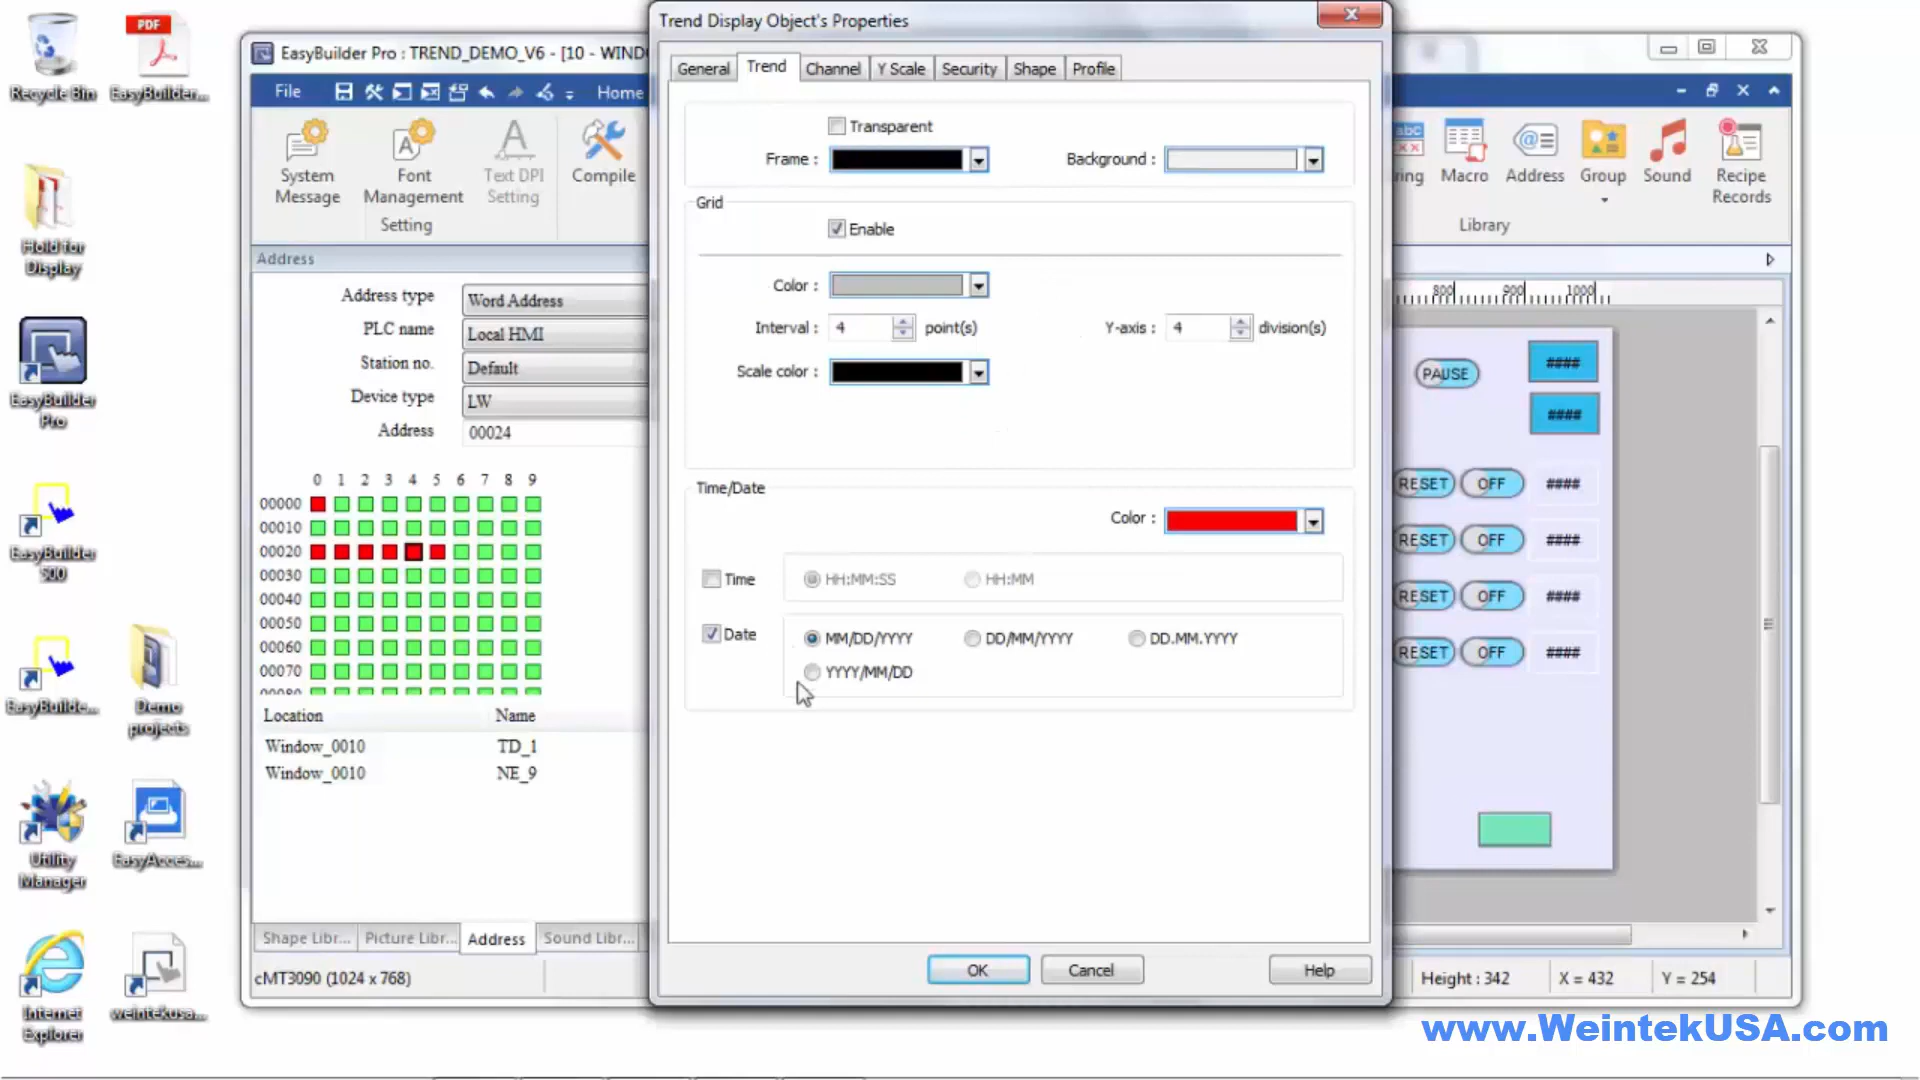 PDF
Recycle Bin
EasyBuilder...
Hold for
Display
EasyBuilder
Pro
EasyBuilder
500
EasyBuilde...
Demo
projects
Utility
Manager
EasyAcces...
Internet
Explorer
weintekusa...
EasyBuilder Pro : TREND_DEMO_V6 - [10 - WIND
File
Home
System
Message
Font
Management
Text DPI
Setting
Compile
Setting
Address
Address type
Word Address
PLC name
Local HMI
Station no.
Default
Device type
LW
Address
00024
0 1 2 3 4 5 6 7 8 9
00000
00010
00020
00030
00040
00050
00060
00070
00080
Location
Name
Window_0010
TD_1
Window_0010
NE_9
Shape Libr...
Picture Libr...
Address
Sound Libr...
cMT3090 (1024 x 768)
Trend Display Object's Properties
General
Trend
Channel
Y Scale
Security
Shape
Profile
Transparent
Frame :
Background :
Grid
Enable
Color :
Interval :
4
point(s)
Y-axis :
4
division(s)
Scale color :
Time/Date
Color :
Time
HH:MM:SS
HH:MM
Date
MM/DD/YYYY
DD/MM/YYYY
DD.MM.YYYY
YYYY/MM/DD
OK
Cancel
Help
abc
xx
ring
Macro
Address
Group
Sound
Recipe
Records
Library
800
900
1000
PAUSE
####
####
RESET
OFF
####
RESET
OFF
####
RESET
OFF
####
RESET
OFF
####
Height : 342
X = 432
Y = 254
www.WeintekUSA.com